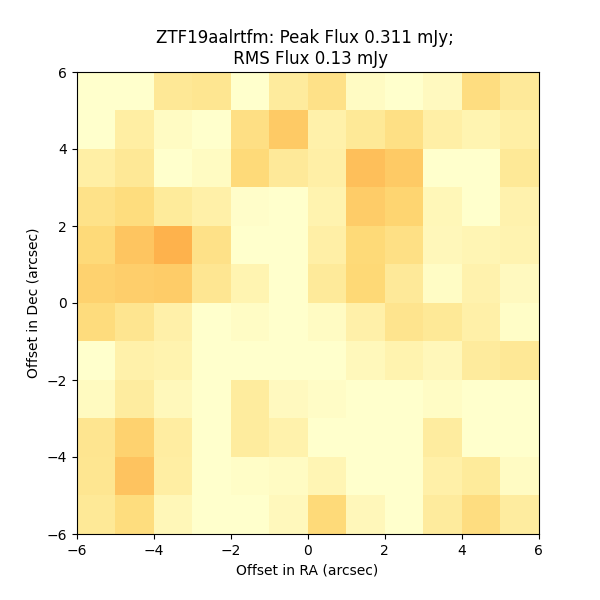 ZTF19aalrtfm: Peak Flux 0.311 mJy;
RMS Flux 0.13 mJy
6
4
2
0
−2
−4
−6
Offset in Dec (arcsec)
−6 −4 −2 0 2 4 6
Offset in RA (arcsec)